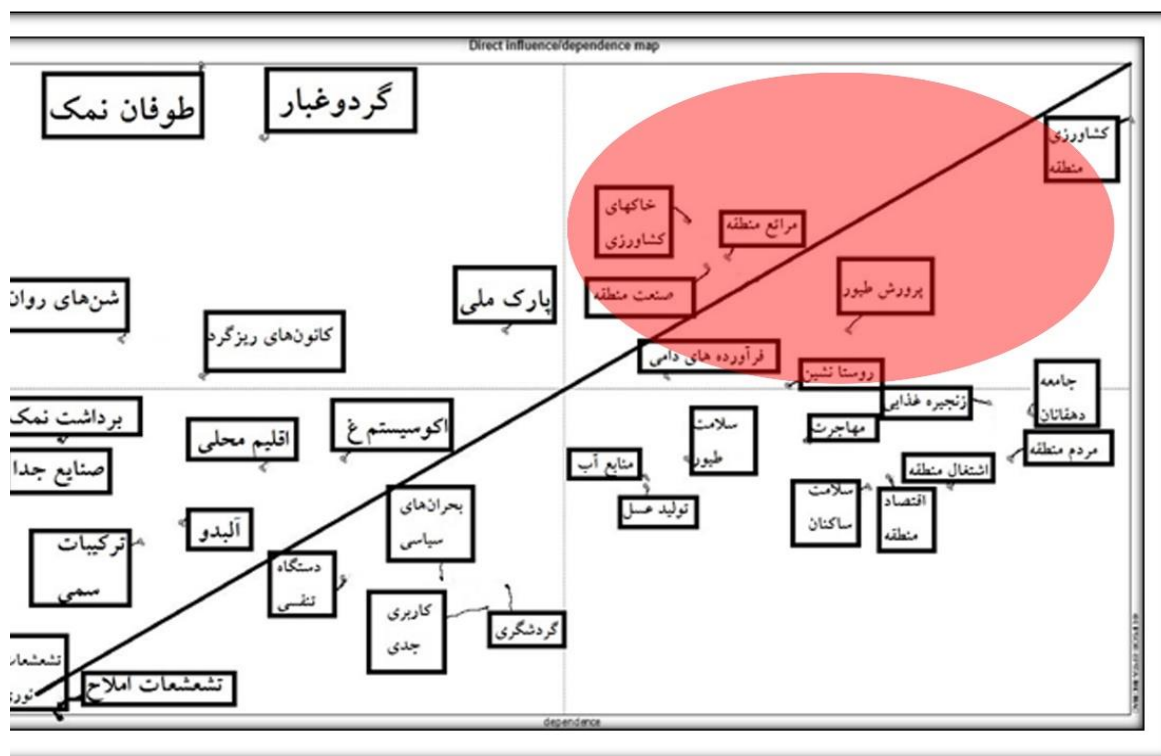 Direct influence/dependence map
طوفان نمک
گردوغبار
کشاورزی
منطقه
خاکهای
کشاورزی
مراتع منطقه
صنعت منطقه
پرورش طیور
پارک ملی
شن‌های روان
کانون‌های ریزگرد
فرآورده های دامی
روستا نشین
زنجیره غذایی
جامعه
دهقانان
برداشت نمک
اقلیم محلی
اکوسیستم غ
سلامت
طیور
مهاجرت
مردم منطقه
صنایع جدا
منابع آب
اشتغال منطقه
تولید عسل
سلامت
ساکنان
اقتصاد
منطقه
بحران‌های
سیاسی
آلبدو
ترکیبات
سمی
دستگاه
تنفسی
کاربری
جدی
گردشگری
تشعشعات
نوری
تشعشعات املاح
dependence